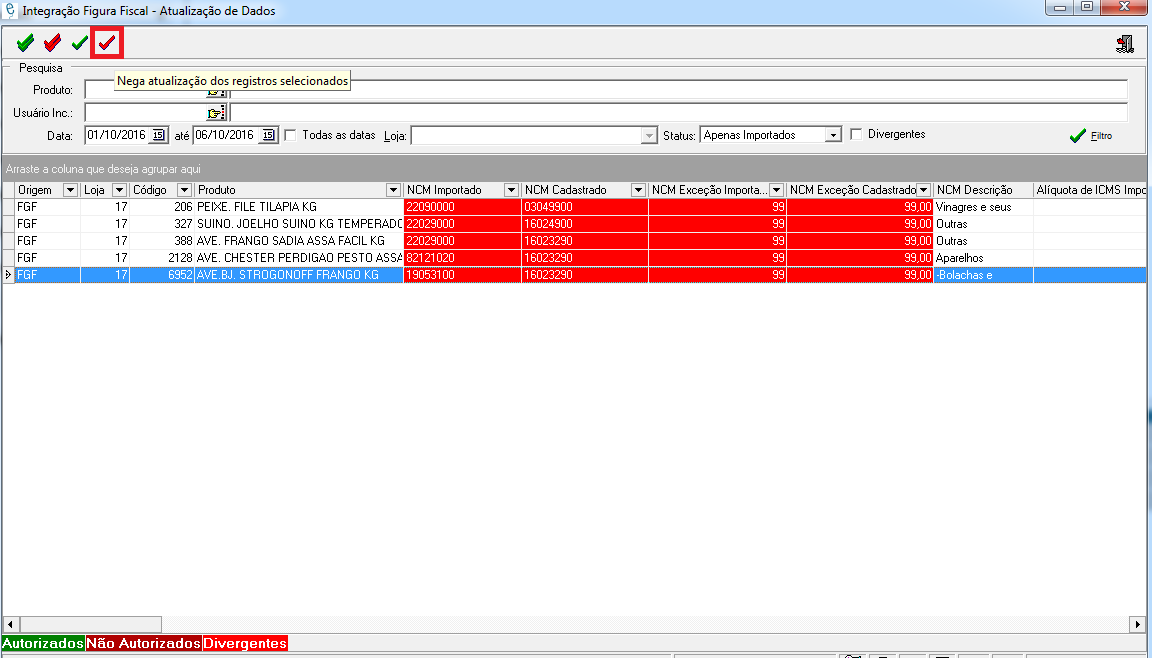 Integração Figura Fiscal - Atualização de Dados
Pesquisa
Nega atualização dos registros selecionados
Produto:
Usuário Inc.:
Data: 01/10/2016 15 até 06/10/2016 15 Todas as datas Loja: Status: Apenas Importados Divergentes Filtro
Arraste a coluna que deseja agrupar aqui
Origem Loja Código Produto NCM Importado NCM Cadastrado NCM Exceção Importa... NCM Exceção Cadastrado NCM Descrição Alíquota de ICMS Impo
FGF 17 206 PEIXE. FILE TILAPIA KG 22090000 03049900 99 99,00 Vinagres e seus
FGF 17 327 SUINO. JOELHO SUINO KG TEMPERADO 22029000 16024900 99 99,00 Outras
FGF 17 388 AVE. FRANGO SADIA ASSA FACIL KG 22029000 16023290 99 99,00 Outras
FGF 17 2128 AVE. CHESTER PERDIGAO PESTO ASSA 82121020 16023290 99 99,00 Aparelhos
FGF 17 6952 AVE.BJ. STROGONOFF FRANGO KG 19053100 16023290 99 99,00 -Bolachas e
Autorizados Não Autorizados Divergentes